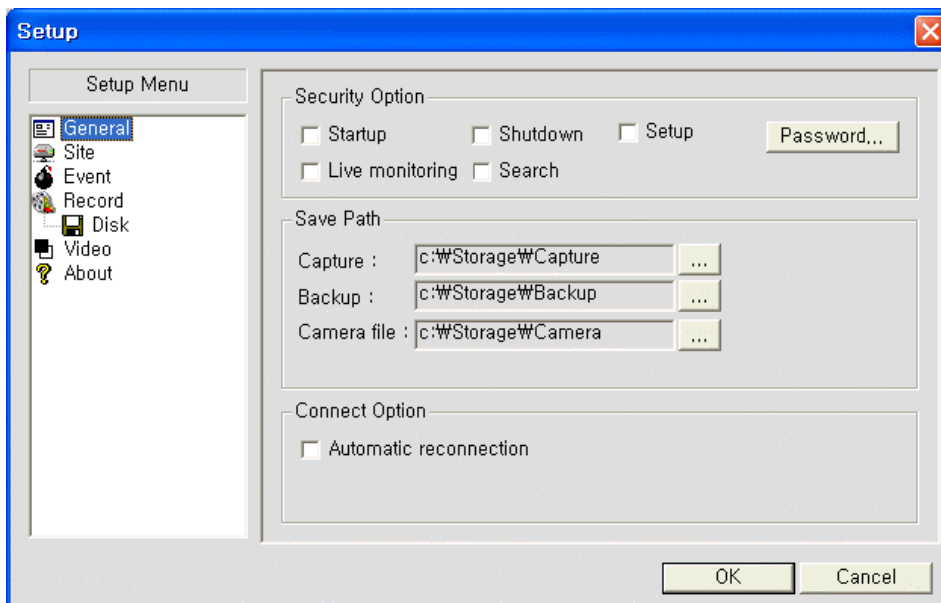 Setup
Setup Menu
General
Site
Event
Record
Disk
Video
About
Security Option
Startup
Shutdown
Setup
Password...
Live monitoring
Search
Save Path
Capture :
c:₩Storage₩Capture
...
Backup :
c:₩Storage₩Backup
...
Camera file :
c:₩Storage₩Camera
...
Connect Option
Automatic reconnection
OK
Cancel